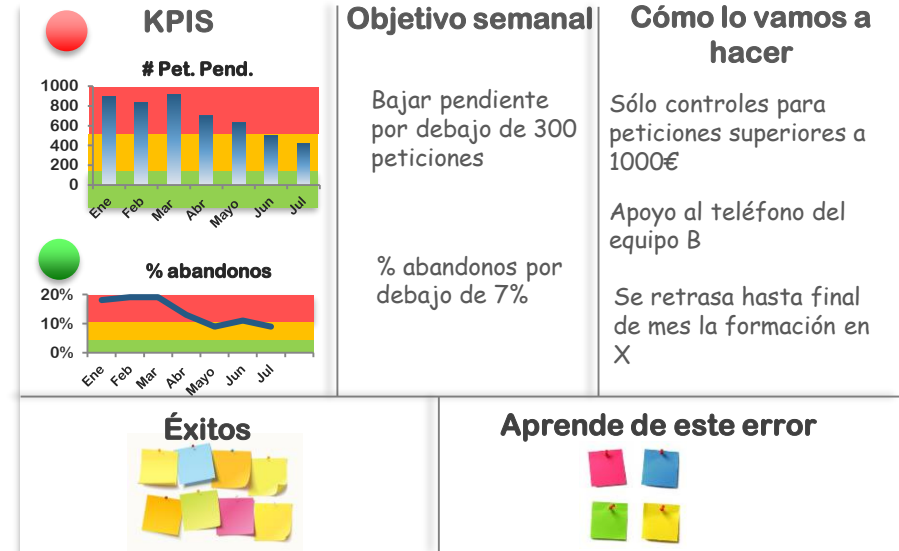 KPIS
# Pet. Pend.
1000
800
600
400
200
0
Ene
Feb
Mar
Abr
Mayo
Jun
Jul
% abandonos
20%
10%
0%
Ene
Feb
Mar
Abr
Mayo
Jun
Jul
Objetivo semanal
Bajar pendiente
por debajo de 300
peticiones
% abandonos por
debajo de 7%
Cómo lo vamos a
hacer
Sólo controles para
peticiones superiores a
1000€
Apoyo al teléfono del
equipo B
Se retrasa hasta final
de mes la formación en
X
Éxitos
Aprende de este error